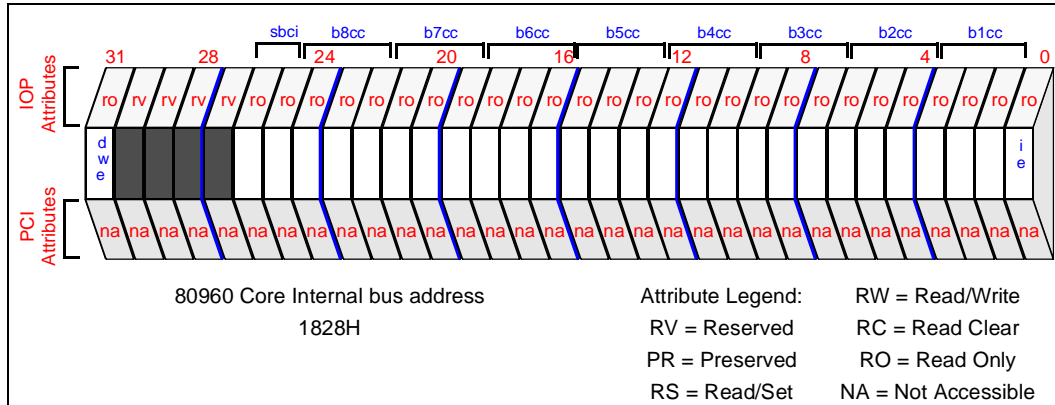 sbci b8cc b7cc b6cc b5cc b4cc b3cc b2cc b1cc
31 28 24 20 16 12 8 4 0
IOP
Attributes
ro rv rv rv rv ro ro ro ro ro ro ro ro ro ro ro ro ro ro ro ro ro ro ro ro ro ro ro ro ro ro ro
dwe ie
PCI
Attributes
na na na na na na na na na na na na na na na na na na na na na na na na na na na na na na na na
80960 Core Internal bus address
1828H
Attribute Legend:
RV = Reserved
PR = Preserved
RS = Read/Set
RW = Read/Write
RC = Read Clear
RO = Read Only
NA = Not Accessible